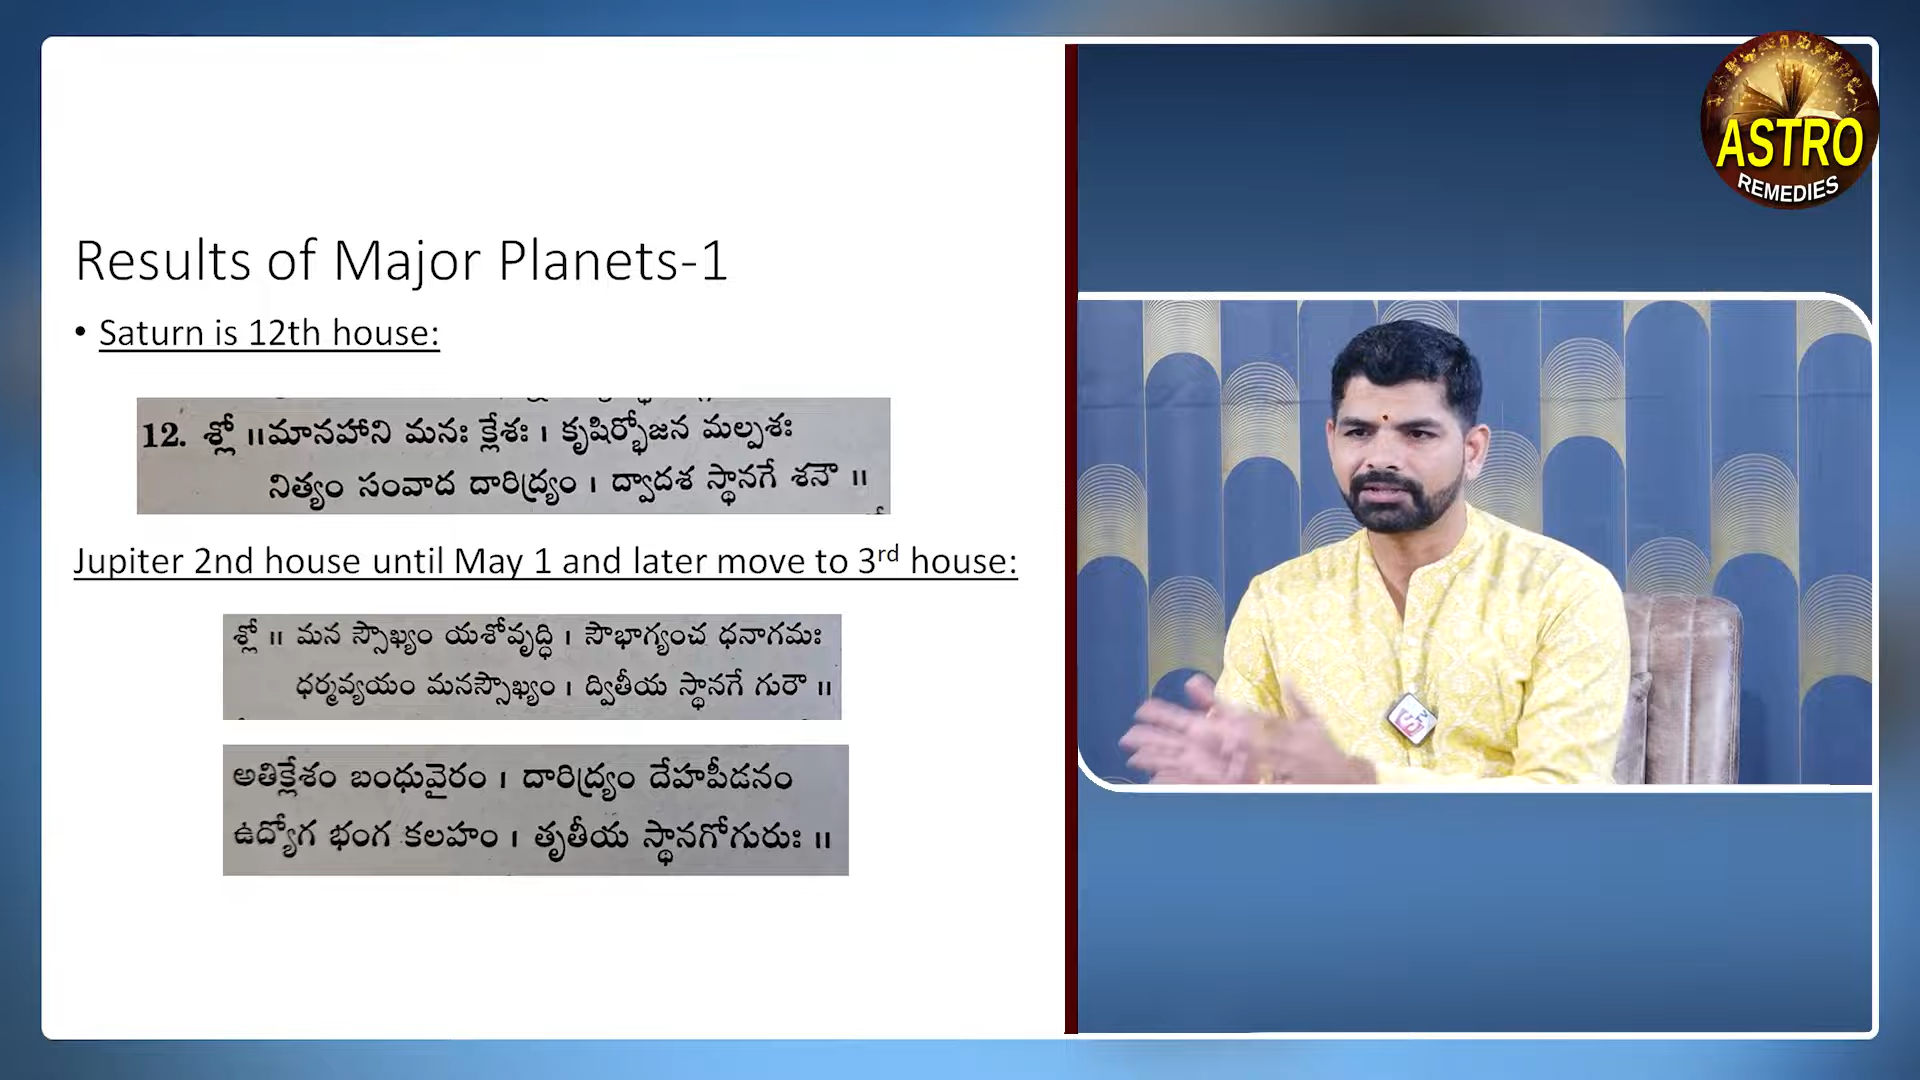 ASTRO
REMEDIES
Results of Major Planets-1
• Saturn is 12th house:
12. శ్లో ॥మానహాని మనః క్లేశః । కృషిర్భోజన మల్పశః
నిత్యం సంవాద దారిద్ర్యం । ద్వాదశ స్థానగే శనౌ ॥
Jupiter 2nd house until May 1 and later move to 3rd house:
శ్లో ॥ మన స్సౌఖ్యం యశోవృద్ధి । సౌభాగ్యంచ ధనాగమః
ధర్మవ్యయం మనస్సౌఖ్యం । ద్వితీయ స్థానగే గురౌ ॥
అతిక్లేశం బంధువైరం । దారిద్ర్యం దేహపీడనం
ఉద్యోగ భంగ కలహం । తృతీయ స్థానగోగురుః ॥